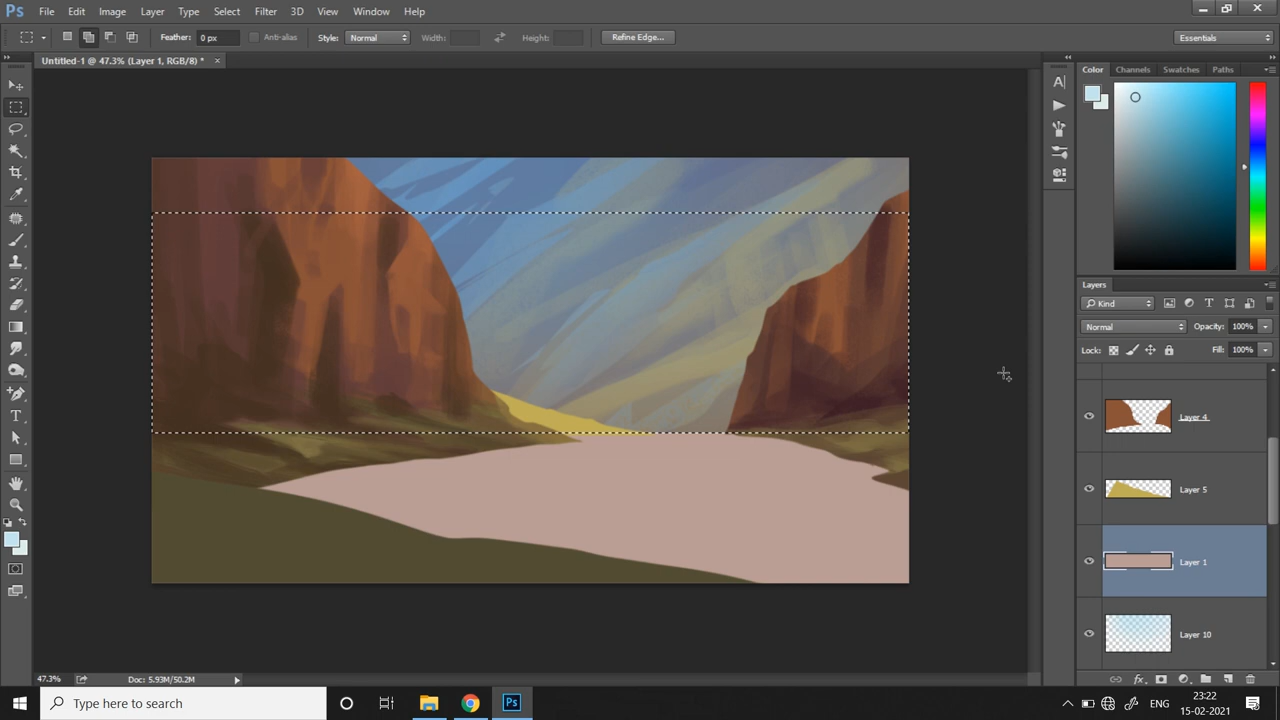 Ps File Edit Image Layer Type Select Filter 3D View Window Help
Feather: 0 px Anti-alias Style: Normal Width: Height: Refine Edge... Essentials
Untitled-1 @ 47.3% (Layer 1, RGB/8) * ×
Color Channels Swatches Paths
Layers
Kind
Normal Opacity: 100%
Lock: Fill: 100%
Layer 4
Layer 5
Layer 1
Layer 10
47.3% Doc: 5.93M/50.2M
Type here to search
Ps
ENG
23:22
15-02-2021